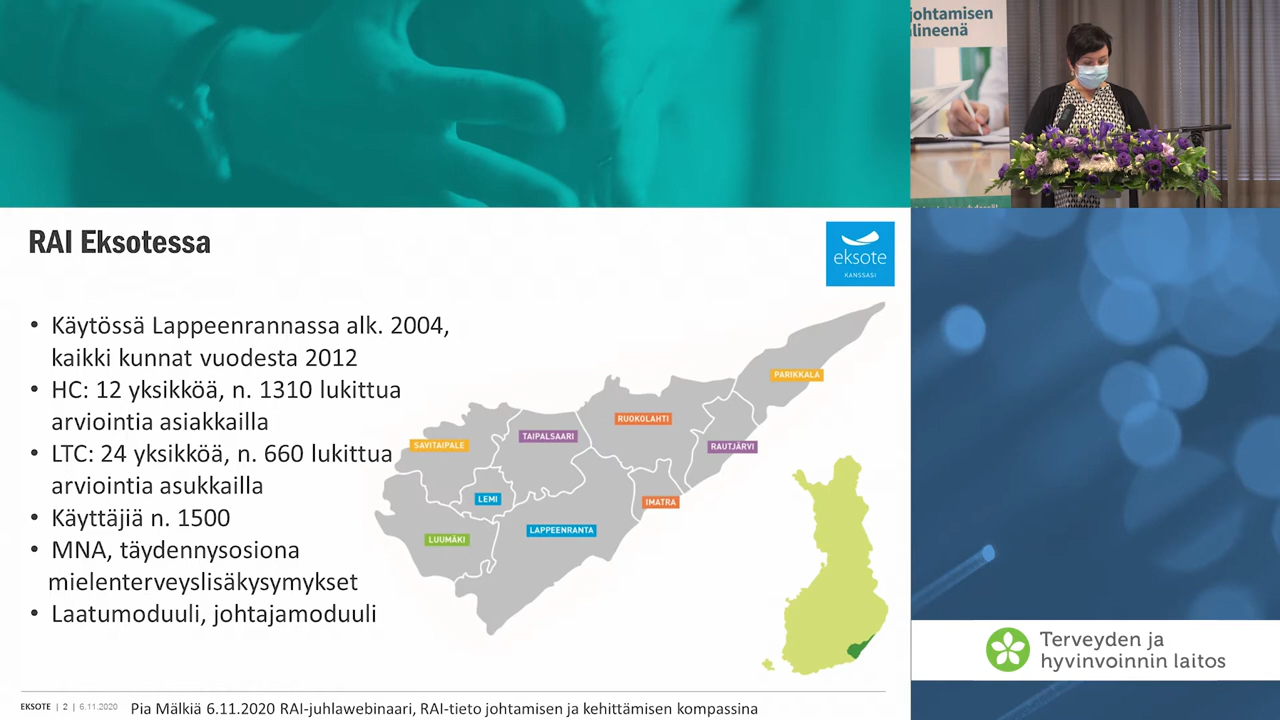 johtamisen
lineenä
RAI Eksotessa
eksote
KANSSASI
• Käytössä Lappeenrannassa alk. 2004,
kaikki kunnat vuodesta 2012
• HC: 12 yksikköä, n. 1310 lukittua
arviointia asiakkailla
• LTC: 24 yksikköä, n. 660 lukittua
arviointia asukkailla
• Käyttäjiä n. 1500
• MNA, täydennysosiona
mielenterveyslisäkysymykset
• Laatumoduuli, johtajamoduuli
PARIKKALA
RUOKOLAHTI
TAIPALSAARI
SAVITAIPALE
RAUTJÄRVI
LEMI
IMATRA
LAPPEENRANTA
LUUMÄKI
Terveyden ja
hyvinvoinnin laitos
EKSOTE | 2 | 6.11.2020 Pia Mälkiä 6.11.2020 RAI-juhlawebinaari, RAI-tieto johtamisen ja kehittämisen kompassina